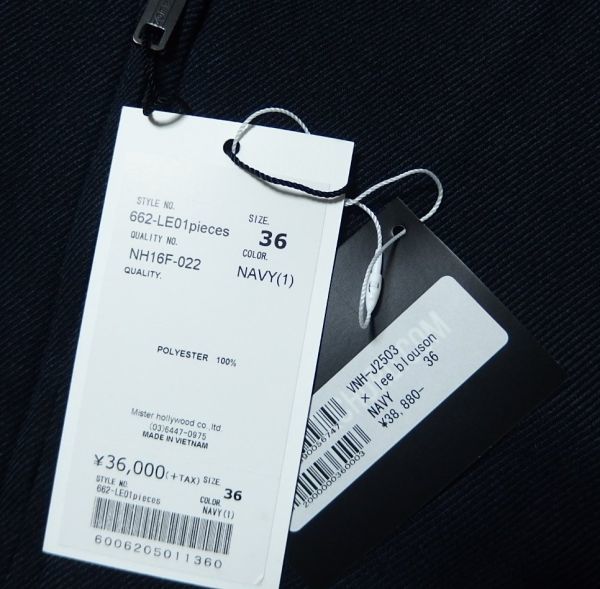 STYLE NO.
662-LE01pieces
SIZE.
36
QUALITY NO.
NH16F-022
COLOR.
NAVY(1)
QUALITY.
POLYESTER 100%
Mister hollywood co.,ltd
(03)6447-0975
MADE IN VIETNAM
¥36,000(+TAX) SIZE 36
STYLE NO.
662-LE01pieces
COLOR.
NAVY(1)
6006205011360
VNH-J2503
× lee blouson
NAVY 36
¥38,880-
2000000360003